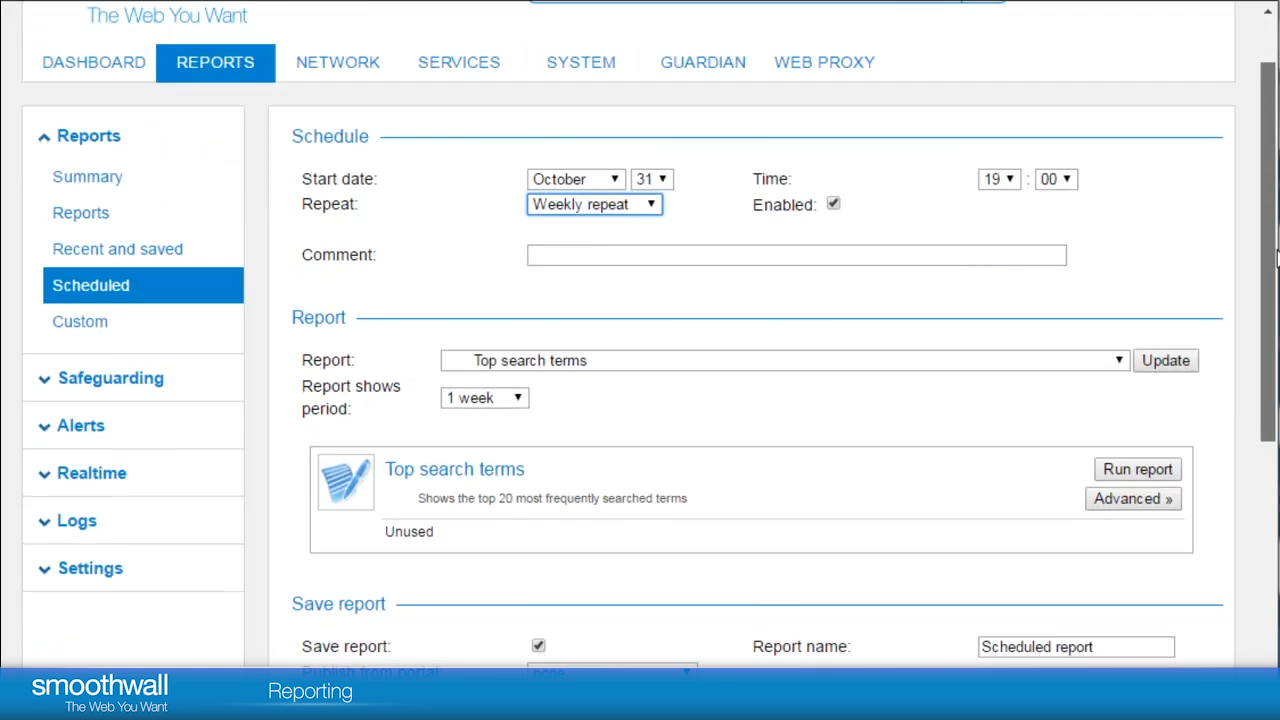 The Web You Want
DASHBOARD REPORTS NETWORK SERVICES SYSTEM GUARDIAN WEB PROXY
Reports
Summary
Reports
Recent and saved
Scheduled
Custom
Safeguarding
Alerts
Realtime
Logs
Settings
Schedule
Start date: October 31 Time: 19 : 00
Repeat: Weekly repeat Enabled:
Comment:
Report
Report: Top search terms Update
Report shows
period: 1 week
Top search terms Run report
Shows the top 20 most frequently searched terms Advanced »
Unused
Save report
Save report: Report name: Scheduled report
Publish from portal none
smoothwall Reporting
The Web You Want